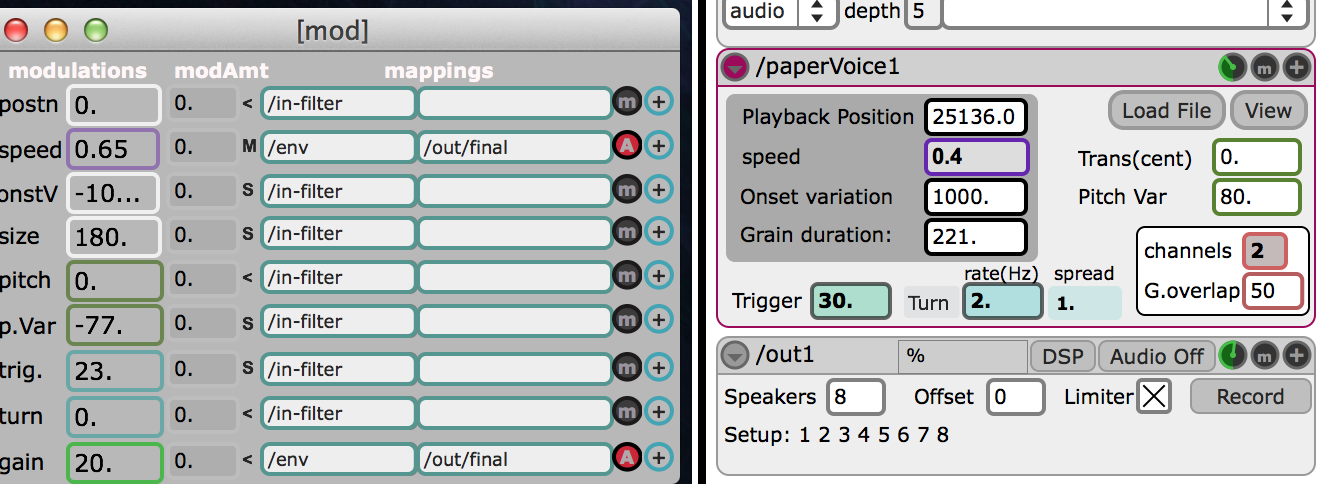 [mod]
modulations modAmt mappings
postn 0. 0. < /in-filter m +
speed 0.65 0. M /env /out/final A +
onstV -10... 0. S /in-filter m +
size 180. 0. S /in-filter m +
pitch 0. 0. < /in-filter m +
p.Var -77. 0. S /in-filter m +
trig. 23. 0. S /in-filter m +
turn 0. 0. < /in-filter m +
gain 20. 0. < /env /out/final A +
audio depth 5
/paperVoice1 m +
Playback Position 25136.0 Load File View
speed 0.4 Trans(cent) 0.
Onset variation 1000. Pitch Var 80.
Grain duration: 221.
channels 2
rate(Hz) spread
G.overlap 50
Trigger 30. Turn 2. 1.
/out1 % DSP Audio Off m +
Speakers 8 Offset 0 Limiter Record
Setup: 1 2 3 4 5 6 7 8